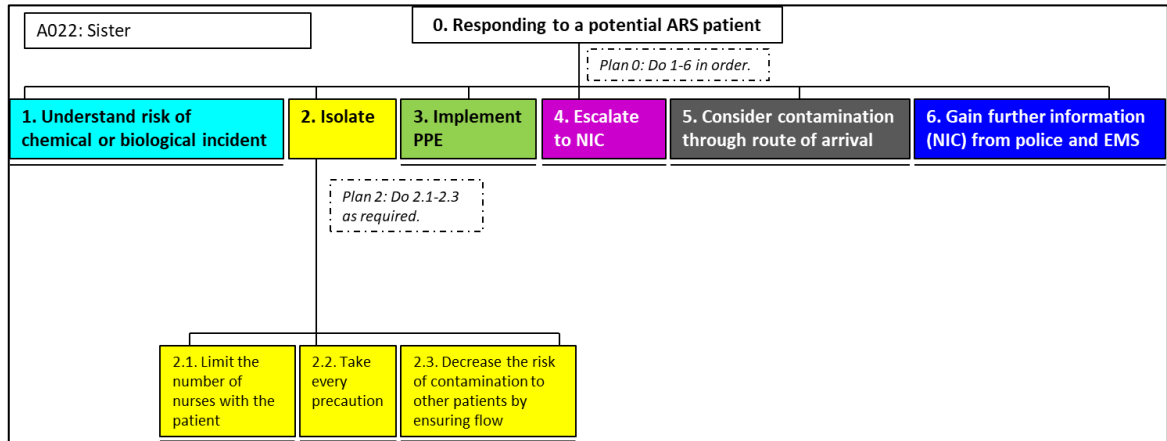 A022: Sister
0. Responding to a potential ARS patient
Plan 0: Do 1-6 in order.
1. Understand risk of
chemical or biological incident
2. Isolate
3. Implement
PPE
4. Escalate
to NIC
5. Consider contamination
through route of arrival
6. Gain further information
(NIC) from police and EMS
Plan 2: Do 2.1-2.3
as required.
2.1. Limit the
number of
nurses with the
patient
2.2. Take
every
precaution
2.3. Decrease the risk
of contamination to
other patients by
ensuring flow